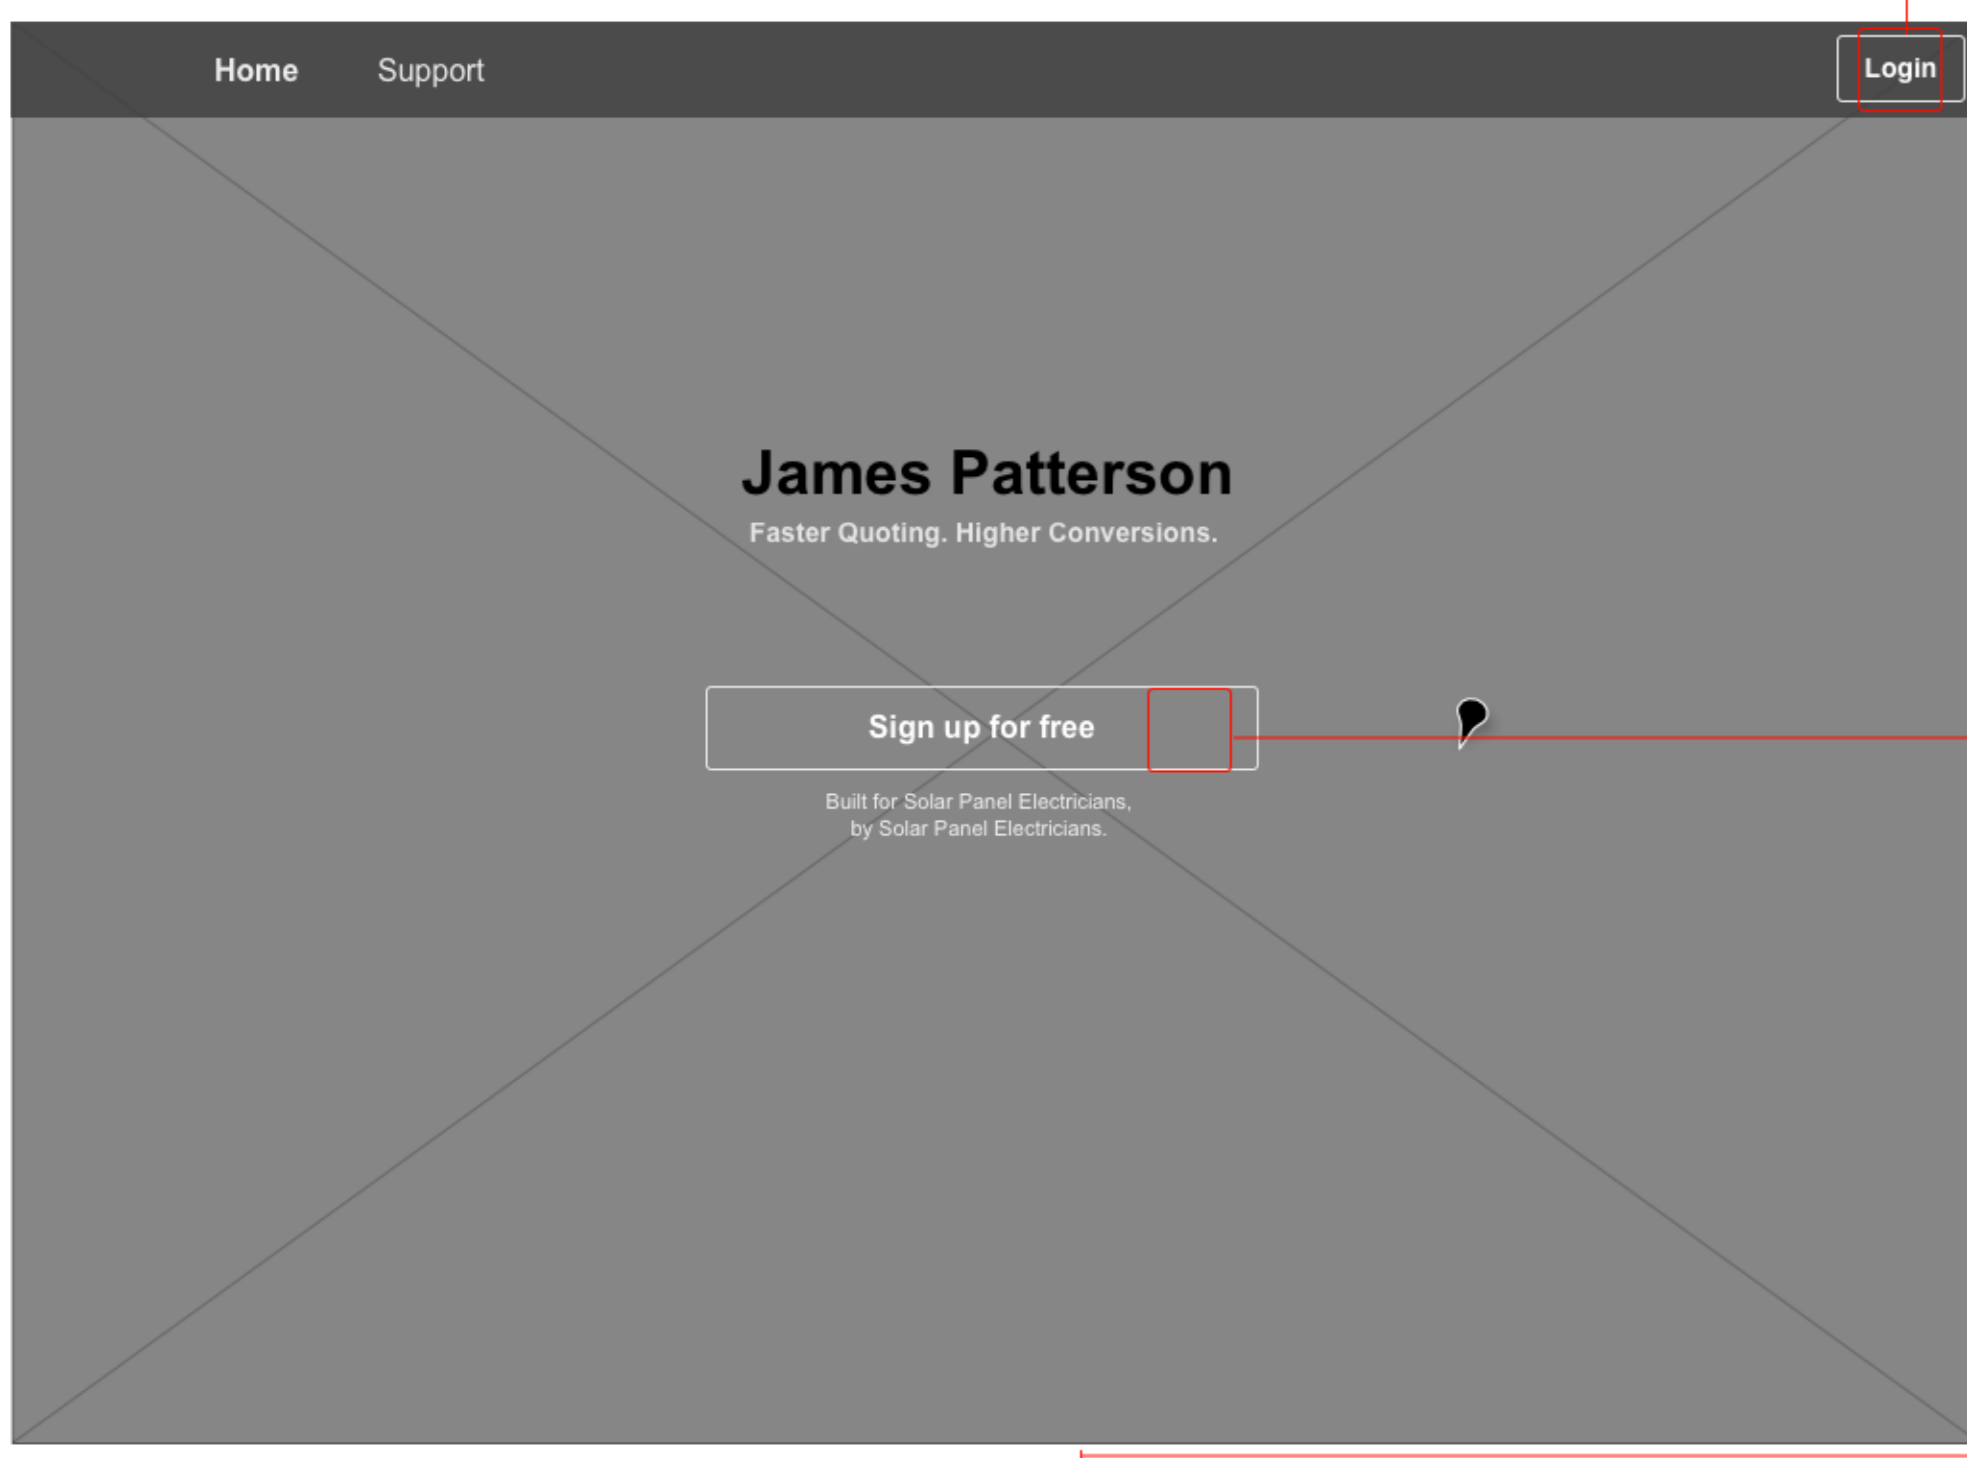 Home Support Login
James Patterson
Faster Quoting. Higher Conversions.
Sign up for free
Built for Solar Panel Electricians,
by Solar Panel Electricians.